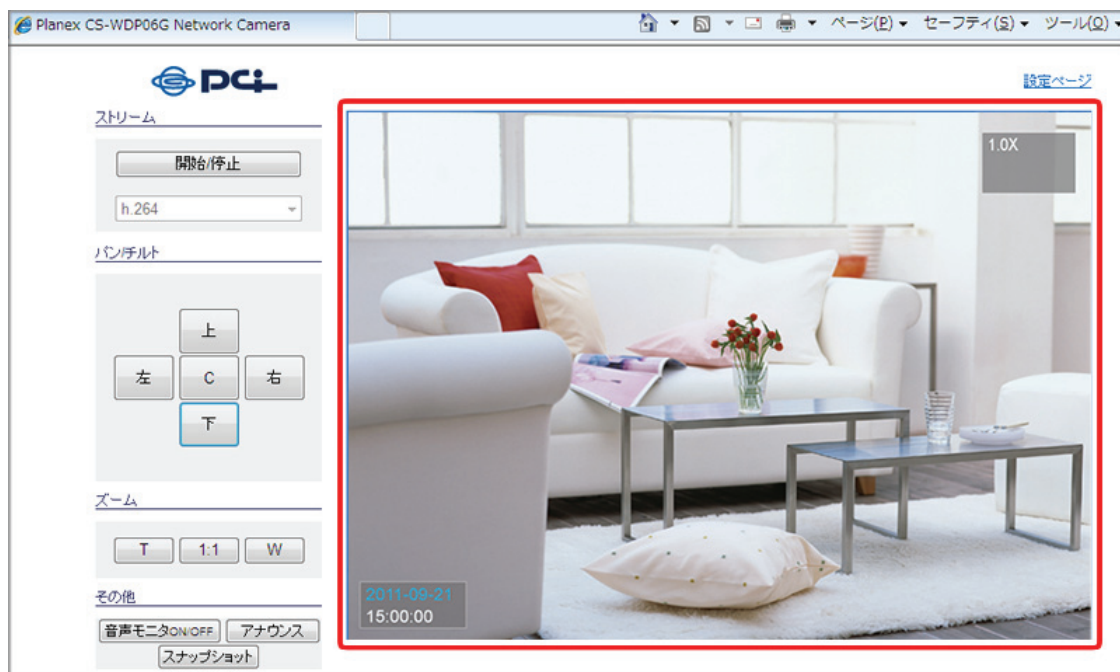 Planex CS-WDP06G Network Camera
ページ(P) セーフティ(S) ツール(O)
PCi
設定ページ
ストリーム
開始/停止
h.264
パン/チルト
上
左 C 右
下
ズーム
T 1:1 W
その他
音声モニタON/OFF アナウンス
スナップショット
1.0X
2011-09-21
15:00:00